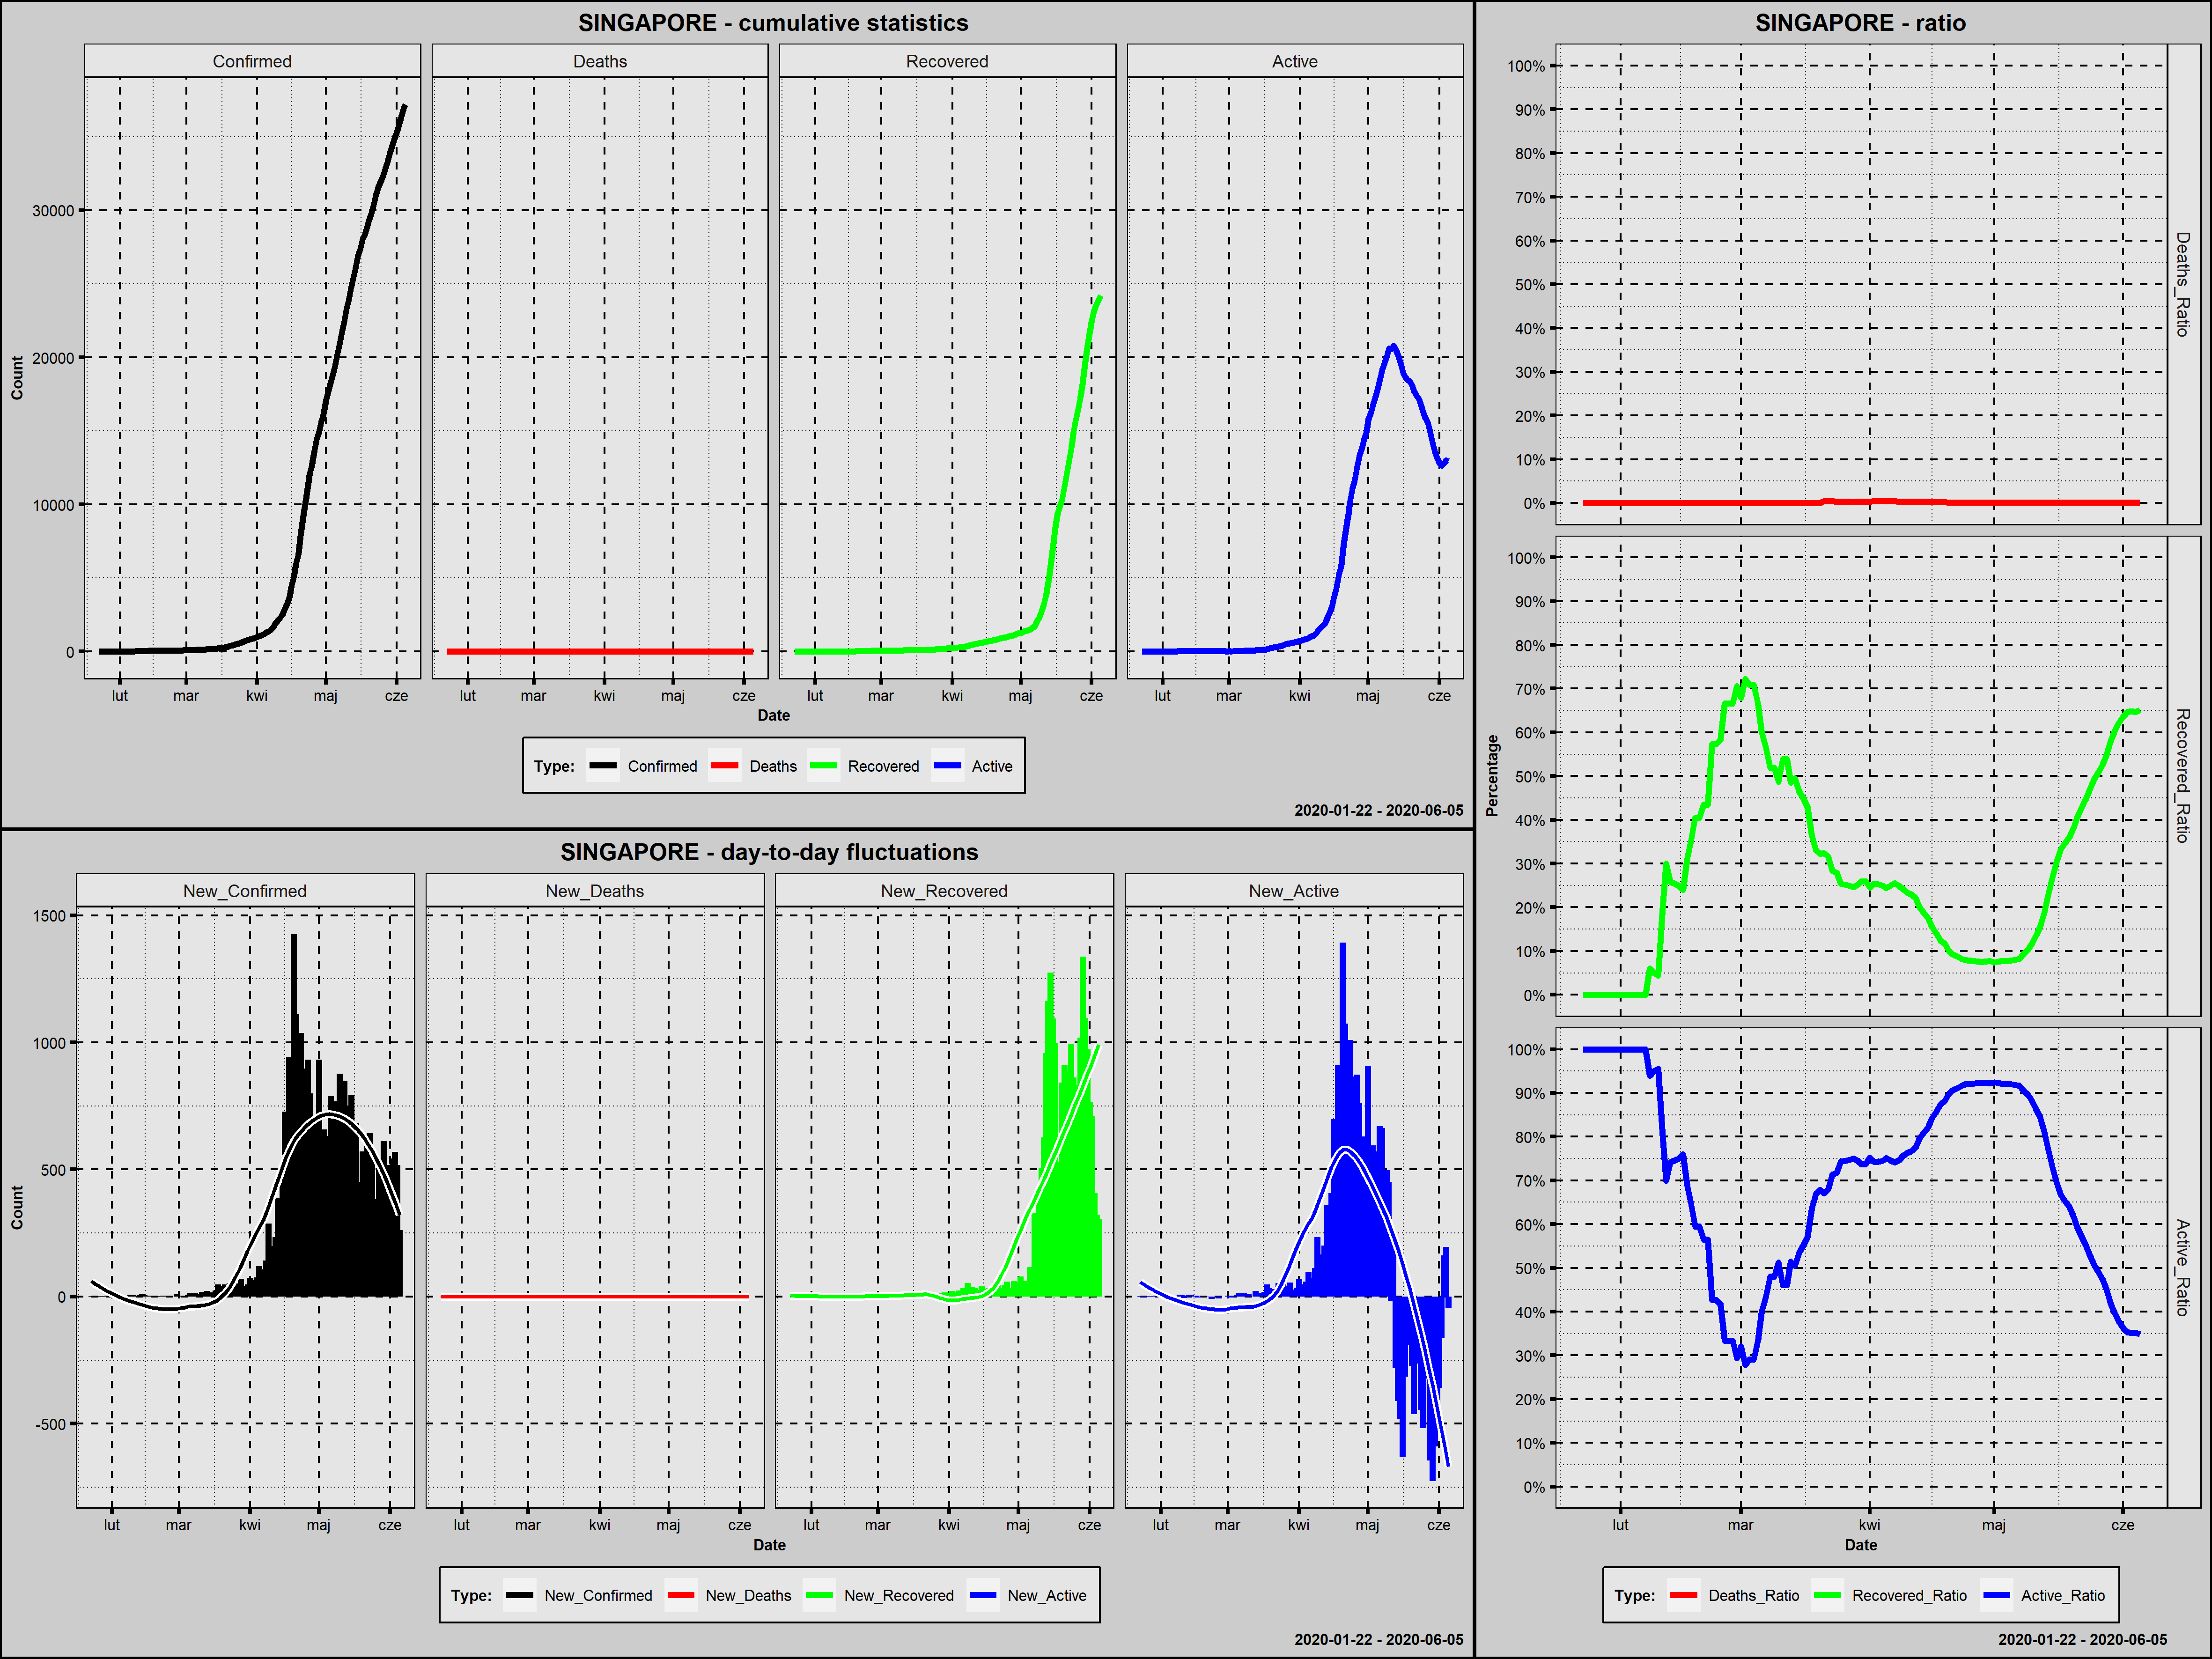 SINGAPORE - cumulative statistics
Confirmed Deaths Recovered Active
Count
30000
20000
10000
0
lut mar kwi maj cze lut mar kwi maj cze lut mar kwi maj cze lut mar kwi maj cze
Date
Type: Confirmed Deaths Recovered Active
2020-01-22 - 2020-06-05
SINGAPORE - day-to-day fluctuations
New_Confirmed New_Deaths New_Recovered New_Active
Count
1500
1000
500
0
-500
lut mar kwi maj cze lut mar kwi maj cze lut mar kwi maj cze lut mar kwi maj cze
Date
Type: New_Confirmed New_Deaths New_Recovered New_Active
2020-01-22 - 2020-06-05
SINGAPORE - ratio
Percentage
100%
90%
80%
70%
60%
50%
40%
30%
20%
10%
0%
Deaths_Ratio
100%
90%
80%
70%
60%
50%
40%
30%
20%
10%
0%
Recovered_Ratio
100%
90%
80%
70%
60%
50%
40%
30%
20%
10%
0%
Active_Ratio
lut mar kwi maj cze
Date
Type: Deaths_Ratio Recovered_Ratio Active_Ratio
2020-01-22 - 2020-06-05